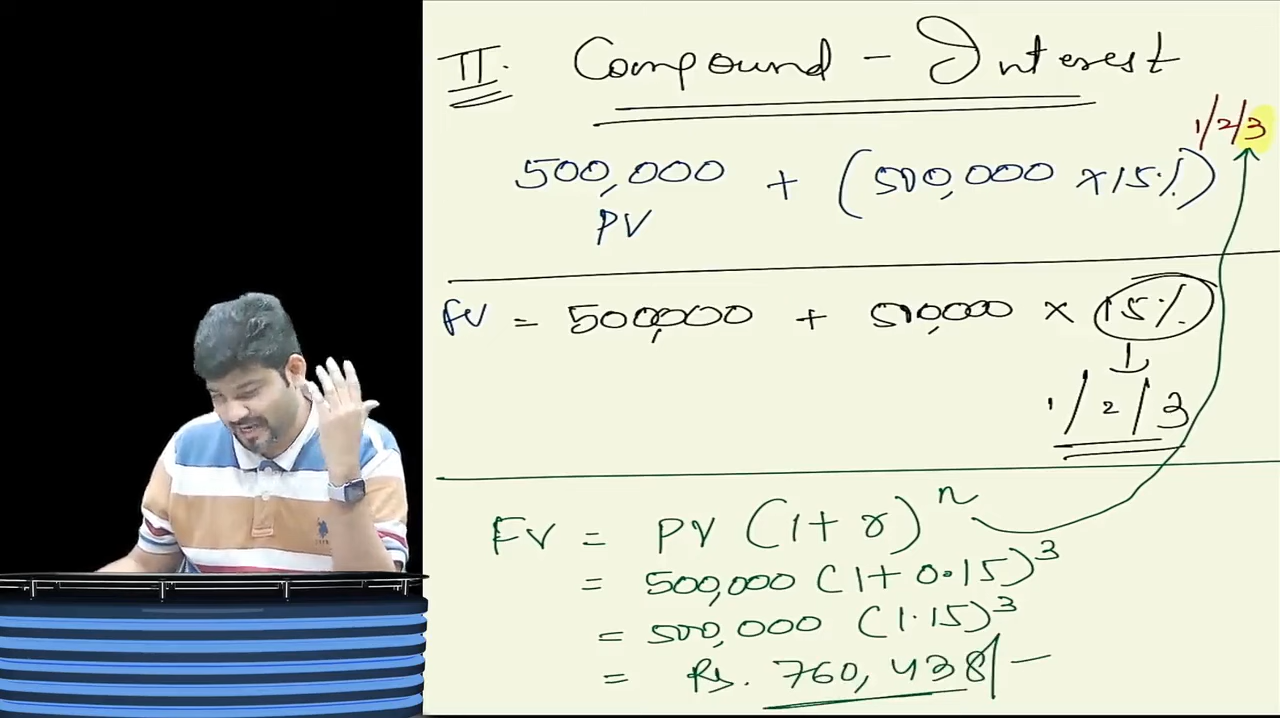 II. Compound - Interest
1/2/3
500,000 + (500,000 × 15%)
PV
FV = 500,000 + 500,000 × 15%
1/2/3
FV = PV (1+r)^n
= 500,000 (1+0.15)^3
= 500,000 (1.15)^3
= Rs. 760,438/-